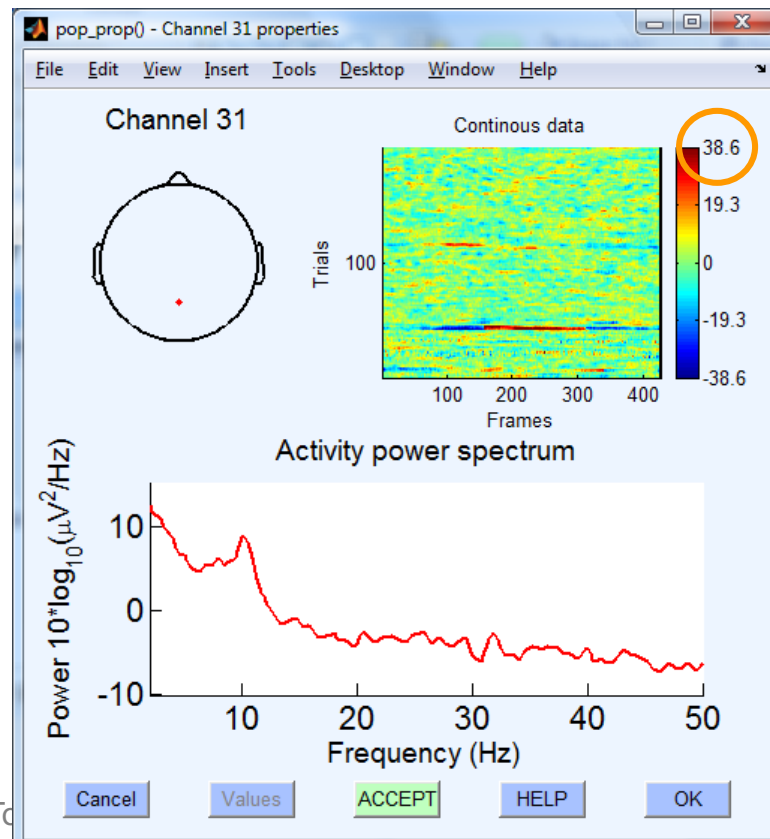 pop_prop() - Channel 31 properties
File Edit View Insert Tools Desktop Window Help
Channel 31
Continous data
Trials
100
100 200 300 400
Frames
38.6
19.3
0
-19.3
-38.6
Activity power spectrum
Power 10*log₁₀(μV²/Hz)
10
0
-10
10 20 30 40 50
Frequency (Hz)
Cancel Values ACCEPT HELP OK